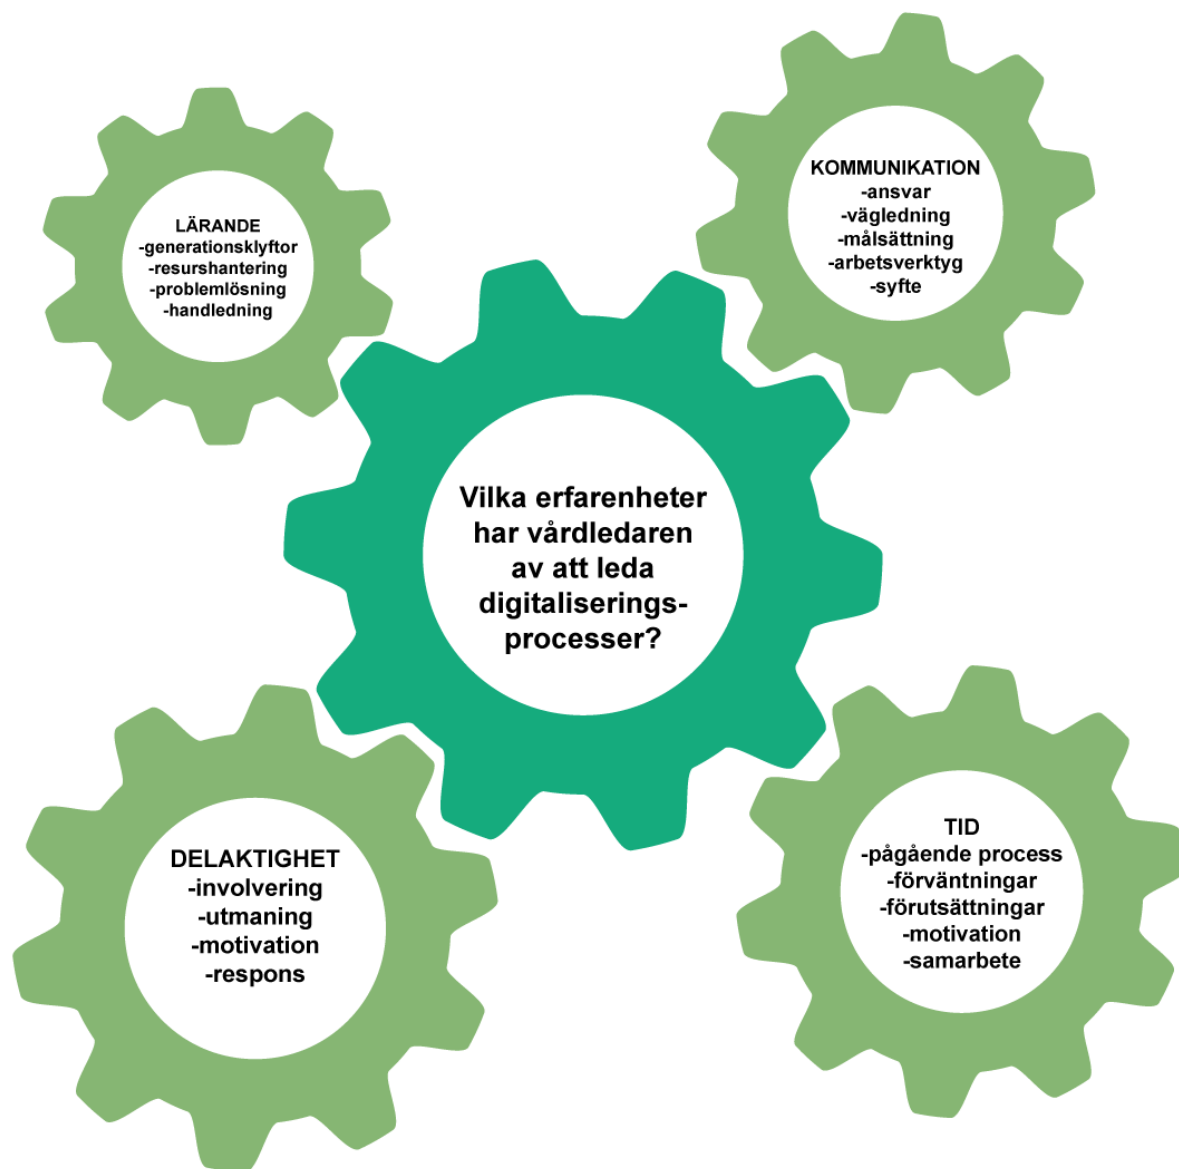 LÄRANDE
-generationsklyftor
-resurshantering
-problemlösning
-handledning
KOMMUNIKATION
-ansvar
-vägledning
-målsättning
-arbetsverktyg
-syfte
Vilka erfarenheter
har vårdledaren
av att leda
digitaliserings-
processer?
DELAKTIGHET
-involvering
-utmaning
-motivation
-respons
TID
-pågående process
-förväntningar
-förutsättningar
-motivation
-samarbete